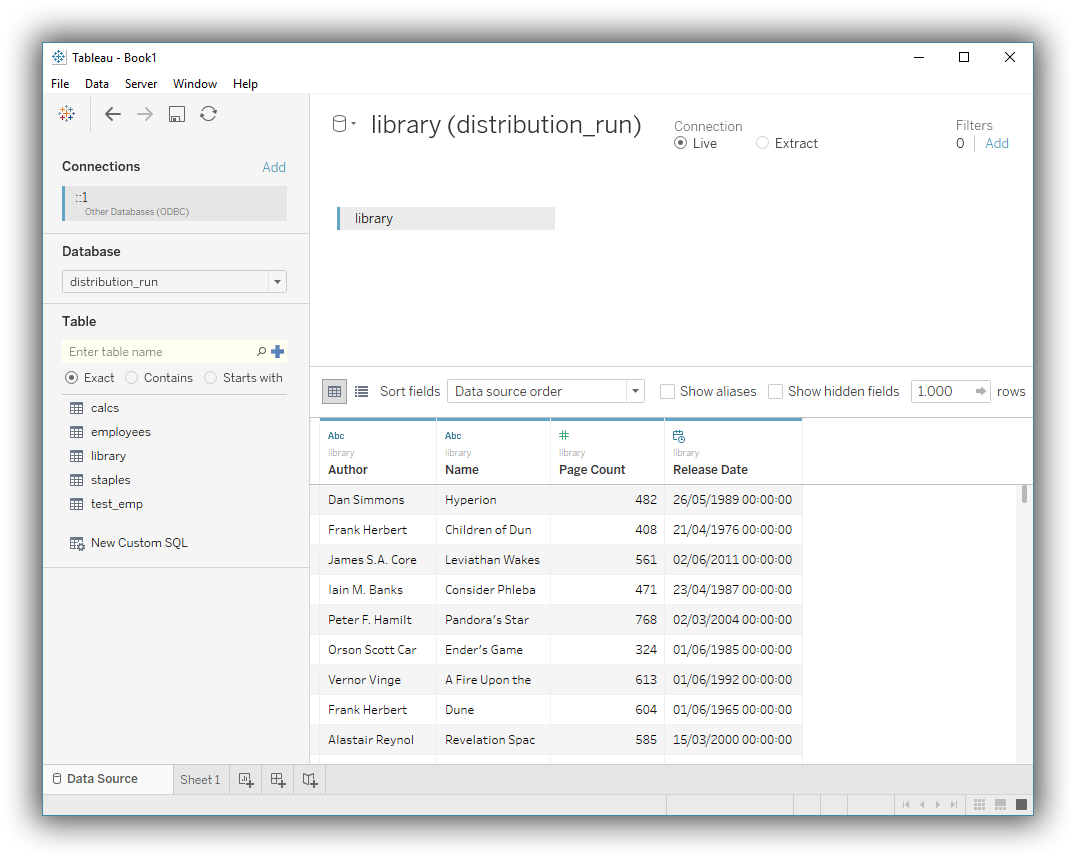 Tableau - Book1
File Data Server Window Help
Connections Add
::1
Other Databases (ODBC)
Database
distribution_run
Table
Enter table name
Exact Contains Starts with
calcs
employees
library
staples
test_emp
New Custom SQL
library (distribution_run)
Connection
Live Extract
Filters
0 Add
library
Sort fields Data source order Show aliases Show hidden fields 1.000 rows
Abc Abc #
library library library library
Author Name Page Count Release Date
Dan Simmons Hyperion 482 26/05/1989 00:00:00
Frank Herbert Children of Dun 408 21/04/1976 00:00:00
James S.A. Core Leviathan Wakes 561 02/06/2011 00:00:00
Iain M. Banks Consider Phleba 471 23/04/1987 00:00:00
Peter F. Hamilt Pandora's Star 768 02/03/2004 00:00:00
Orson Scott Car Ender's Game 324 01/06/1985 00:00:00
Vernor Vinge A Fire Upon the 613 01/06/1992 00:00:00
Frank Herbert Dune 604 01/06/1965 00:00:00
Alastair Reynol Revelation Spac 585 15/03/2000 00:00:00
Data Source Sheet 1